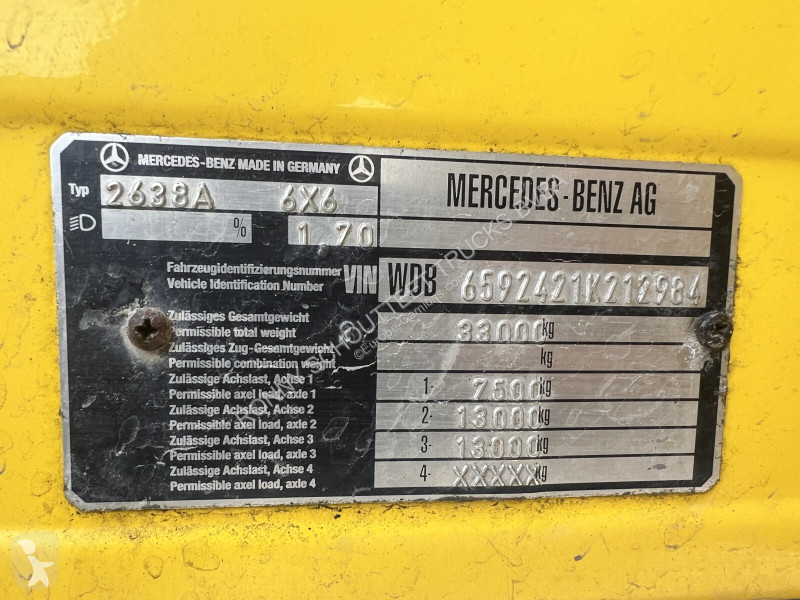 MERCEDES-BENZ MADE IN GERMANY
Typ 2638A 6X6 MERCEDES-BENZ AG
% 1,70
Fahrzeugidentifizierungsnummer
Vehicle Identification Number VIN WDB 6592421K212984
Zulässiges Gesamtgewicht
Permissible total weight 33000 kg
Zulässiges Zug-Gesamtgewicht
Permissible combination weight kg
Zulässige Achslast, Achse 1
Permissible axel load, axle 1 1- 7500 kg
Zulässige Achslast, Achse 2
Permissible axel load, axle 2 2- 13000 kg
Zulässige Achslast, Achse 3
Permissible axel load, axle 3 3- 13000 kg
Zulässige Achslast, Achse 4
Permissible axel load, axle 4 4- XXXXX kg